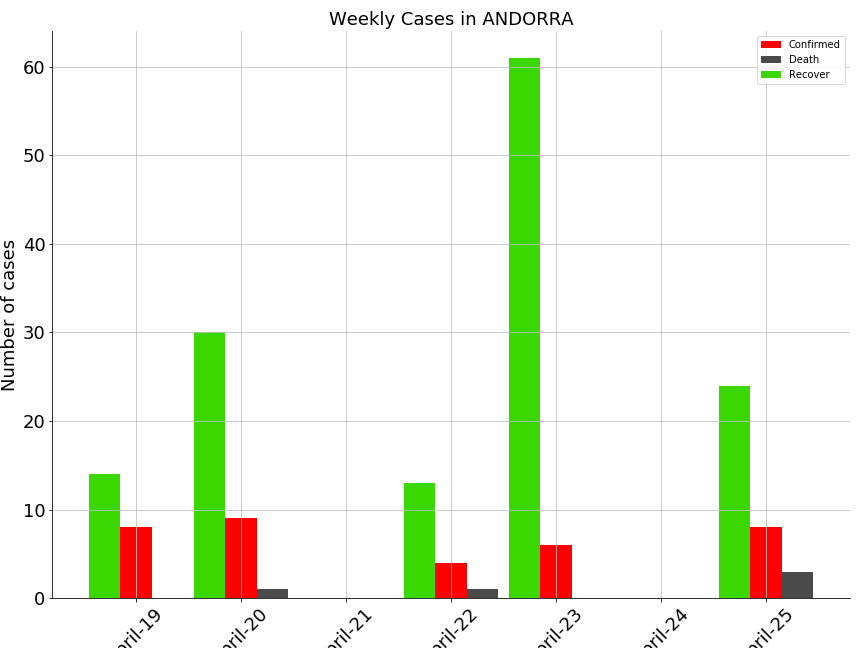 Weekly Cases in ANDORRA
Confirmed
Death
Recover
Number of cases
60
50
40
30
20
10
0
pril-19
pril-20
pril-21
pril-22
pril-23
pril-24
pril-25